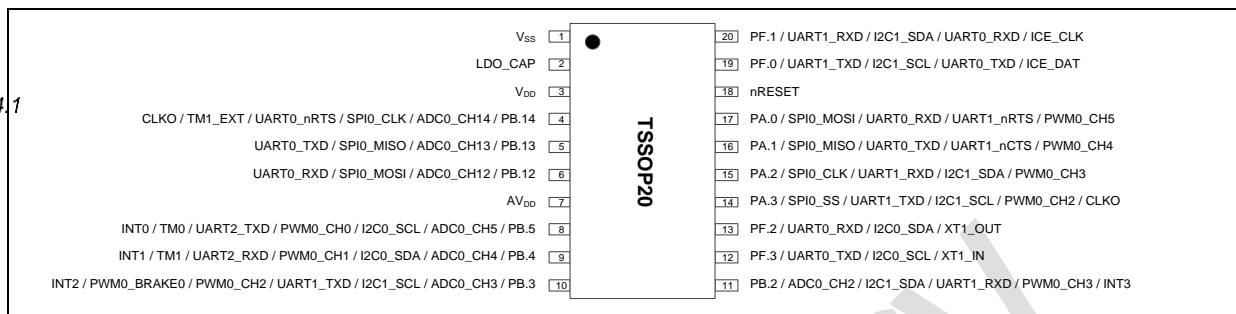 4.1
V_SS 1
LDO_CAP 2
V_DD 3
CLKO / TM1_EXT / UART0_nRTS / SPI0_CLK / ADC0_CH14 / PB.14 4
UART0_TXD / SPI0_MISO / ADC0_CH13 / PB.13 5
UART0_RXD / SPI0_MOSI / ADC0_CH12 / PB.12 6
AV_DD 7
INT0 / TM0 / UART2_TXD / PWM0_CH0 / I2C0_SCL / ADC0_CH5 / PB.5 8
INT1 / TM1 / UART2_RXD / PWM0_CH1 / I2C0_SDA / ADC0_CH4 / PB.4 9
INT2 / PWM0_BRAKE0 / PWM0_CH2 / UART1_TXD / I2C1_SCL / ADC0_CH3 / PB.3 10
TSSOP20
20 PF.1 / UART1_RXD / I2C1_SDA / UART0_RXD / ICE_CLK
19 PF.0 / UART1_TXD / I2C1_SCL / UART0_TXD / ICE_DAT
18 nRESET
17 PA.0 / SPI0_MOSI / UART0_RXD / UART1_nRTS / PWM0_CH5
16 PA.1 / SPI0_MISO / UART0_TXD / UART1_nCTS / PWM0_CH4
15 PA.2 / SPI0_CLK / UART1_RXD / I2C1_SDA / PWM0_CH3
14 PA.3 / SPI0_SS / UART1_TXD / I2C1_SCL / PWM0_CH2 / CLKO
13 PF.2 / UART0_RXD / I2C0_SDA / XT1_OUT
12 PF.3 / UART0_TXD / I2C0_SCL / XT1_IN
11 PB.2 / ADC0_CH2 / I2C1_SDA / UART1_RXD / PWM0_CH3 / INT3